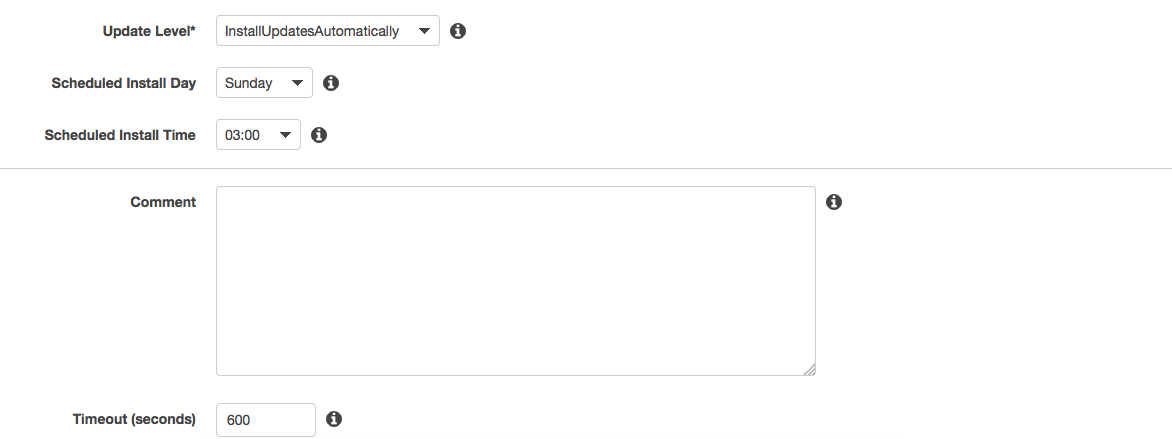 Update Level* InstallUpdatesAutomatically
Scheduled Install Day Sunday
Scheduled Install Time 03:00
Comment
Timeout (seconds) 600